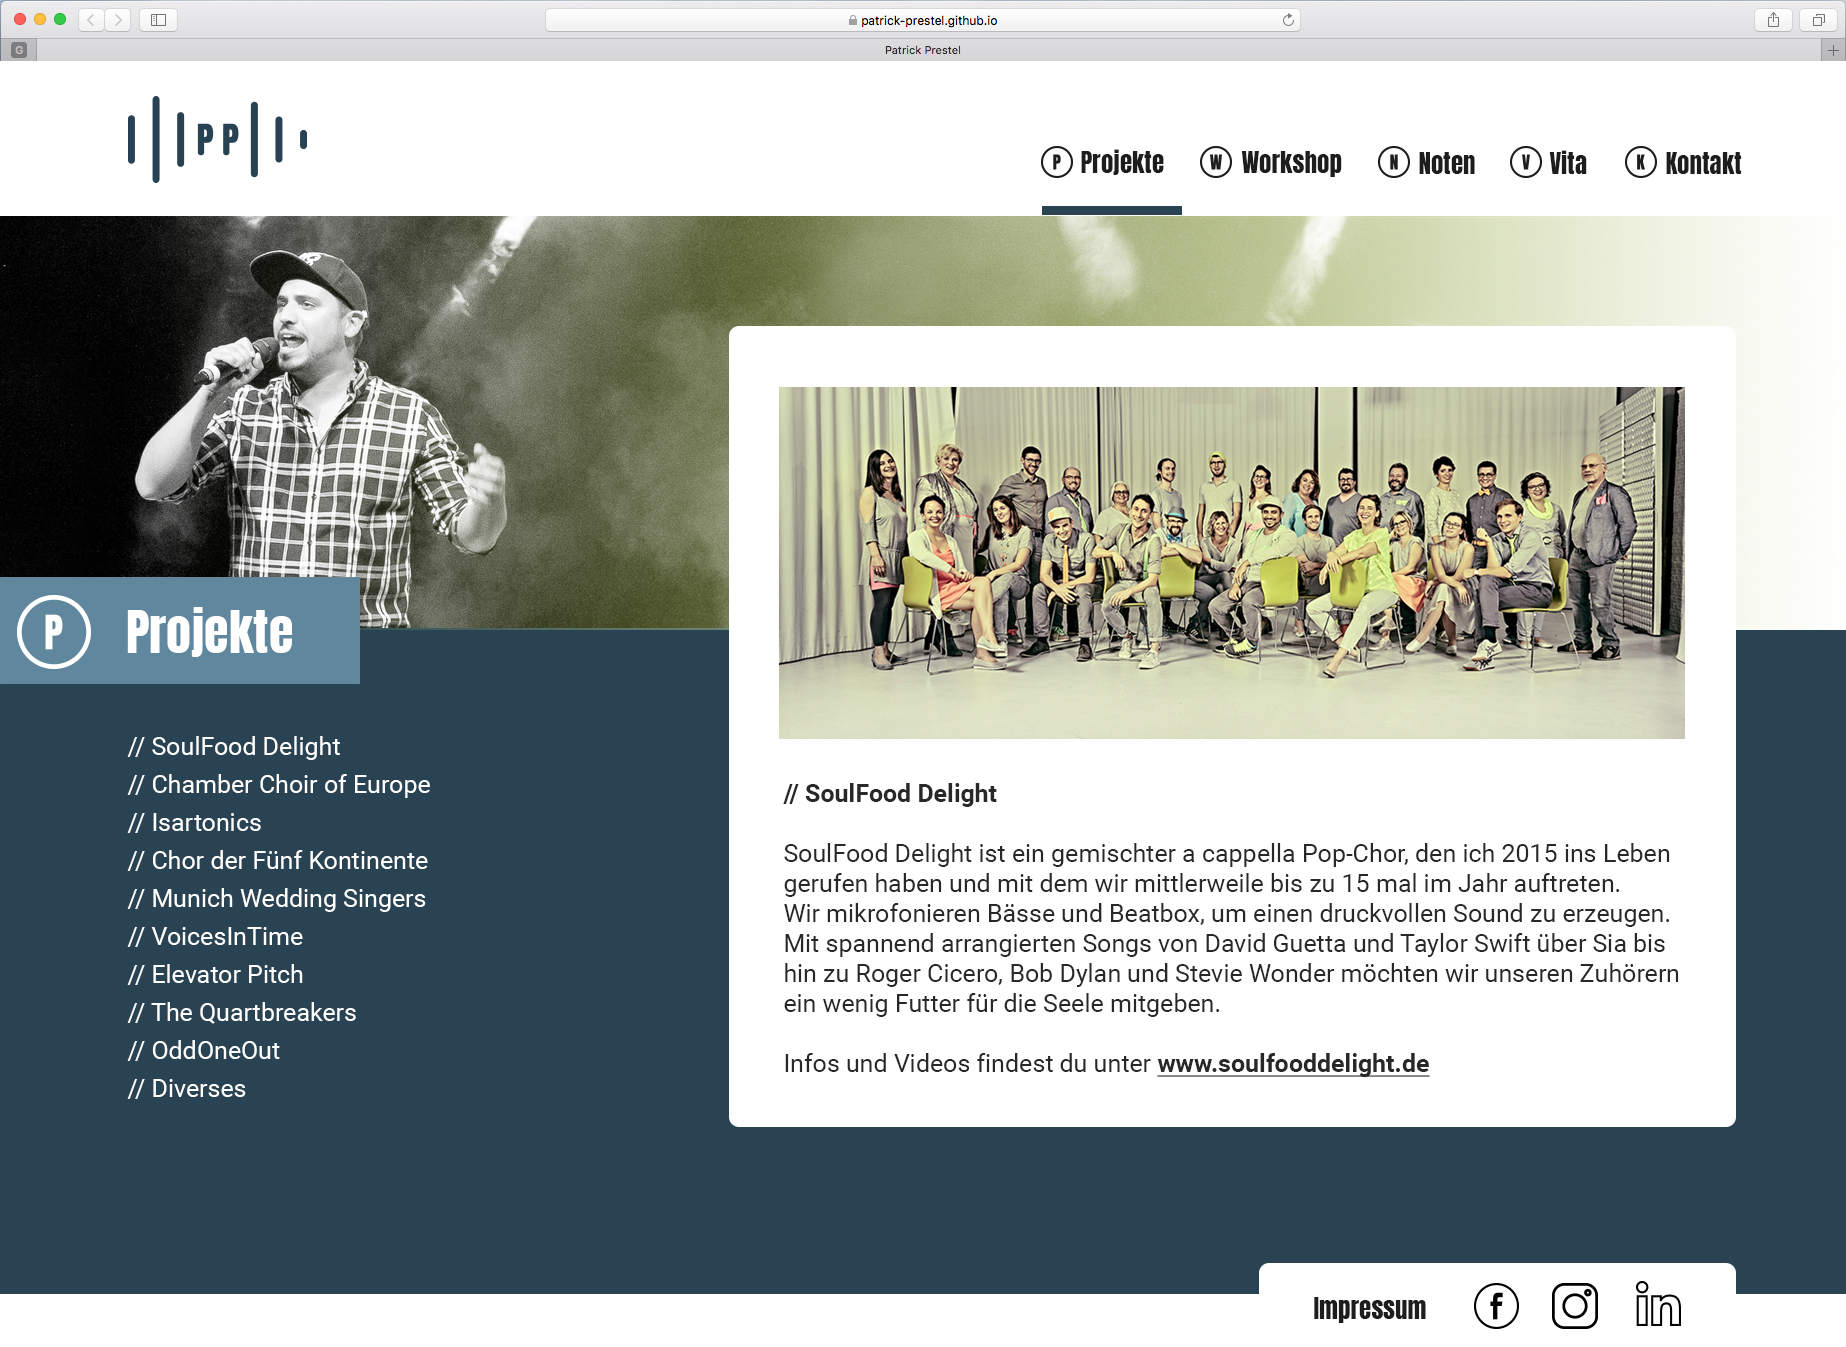 patrick-prestel.github.io
G
Patrick Prestel
PP
P Projekte
W Workshop
N Noten
V Vita
K Kontakt
P Projekte
// SoulFood Delight
// Chamber Choir of Europe
// Isartonics
// Chor der Fünf Kontinente
// Munich Wedding Singers
// VoicesInTime
// Elevator Pitch
// The Quartbreakers
// OddOneOut
// Diverses
// SoulFood Delight
SoulFood Delight ist ein gemischter a cappella Pop-Chor, den ich 2015 ins Leben
gerufen haben und mit dem wir mittlerweile bis zu 15 mal im Jahr auftreten.
Wir mikrofonieren Bässe und Beatbox, um einen druckvollen Sound zu erzeugen.
Mit spannend arrangierten Songs von David Guetta und Taylor Swift über Sia bis
hin zu Roger Cicero, Bob Dylan und Stevie Wonder möchten wir unseren Zuhörern
ein wenig Futter für die Seele mitgeben.
Infos und Videos findest du unter www.soulfooddelight.de
Impressum
f
in